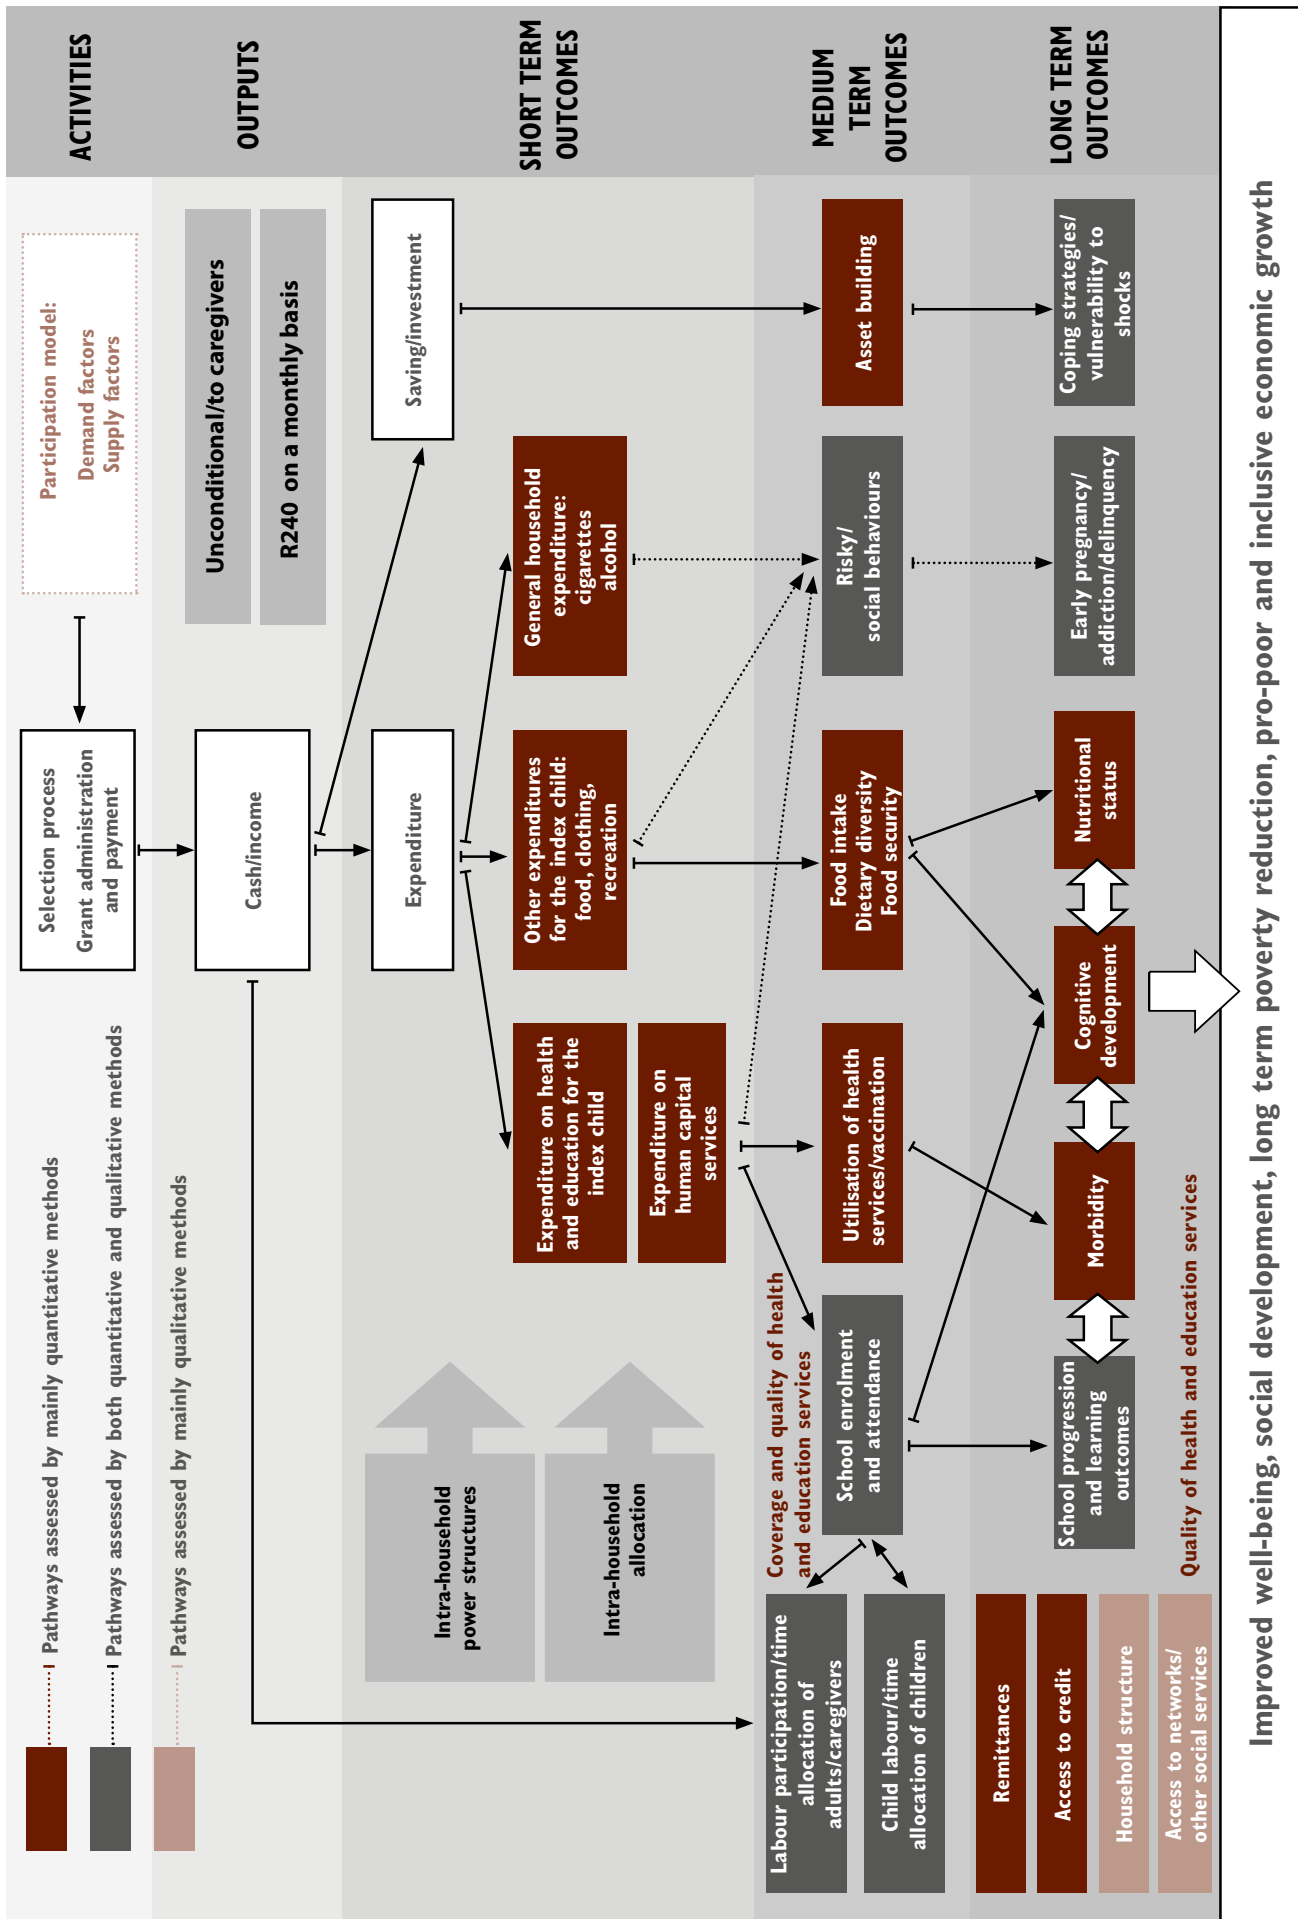 Pathways assessed by mainly quantitative methods
Pathways assessed by both quantitative and qualitative methods
Pathways assessed by mainly qualitative methods
Selection process
Grant administration
and payment
Participation model:
Demand factors
Supply factors
ACTIVITIES
Cash/income
Unconditional/to caregivers
R240 on a monthly basis
OUTPUTS
Intra-household
power structures
Intra-household
allocation
Expenditure
Saving/investment
Expenditure on health
and education for the
index child
Expenditure on
human capital
services
Other expenditures
for the index child:
food, clothing,
recreation
General household
expenditure:
cigarettes
alcohol
SHORT TERM
OUTCOMES
Labour participation/time
allocation of
adults/caregivers
Child labour/time
allocation of children
Coverage and quality of health
and education services
School enrolment
and attendance
Utilisation of health
services/vaccination
Food intake
Dietary diversity
Food security
Risky/
social behaviours
Asset building
MEDIUM
TERM
OUTCOMES
Remittances
Access to credit
Household structure
Access to networks/
other social services
School progression
and learning
outcomes
Morbidity
Cognitive
development
Nutritional
status
Early pregnancy/
addiction/delinquency
Coping strategies/
vulnerability to
shocks
Quality of health and education services
LONG TERM
OUTCOMES
Improved well-being, social development, long term poverty reduction, pro-poor and inclusive economic growth